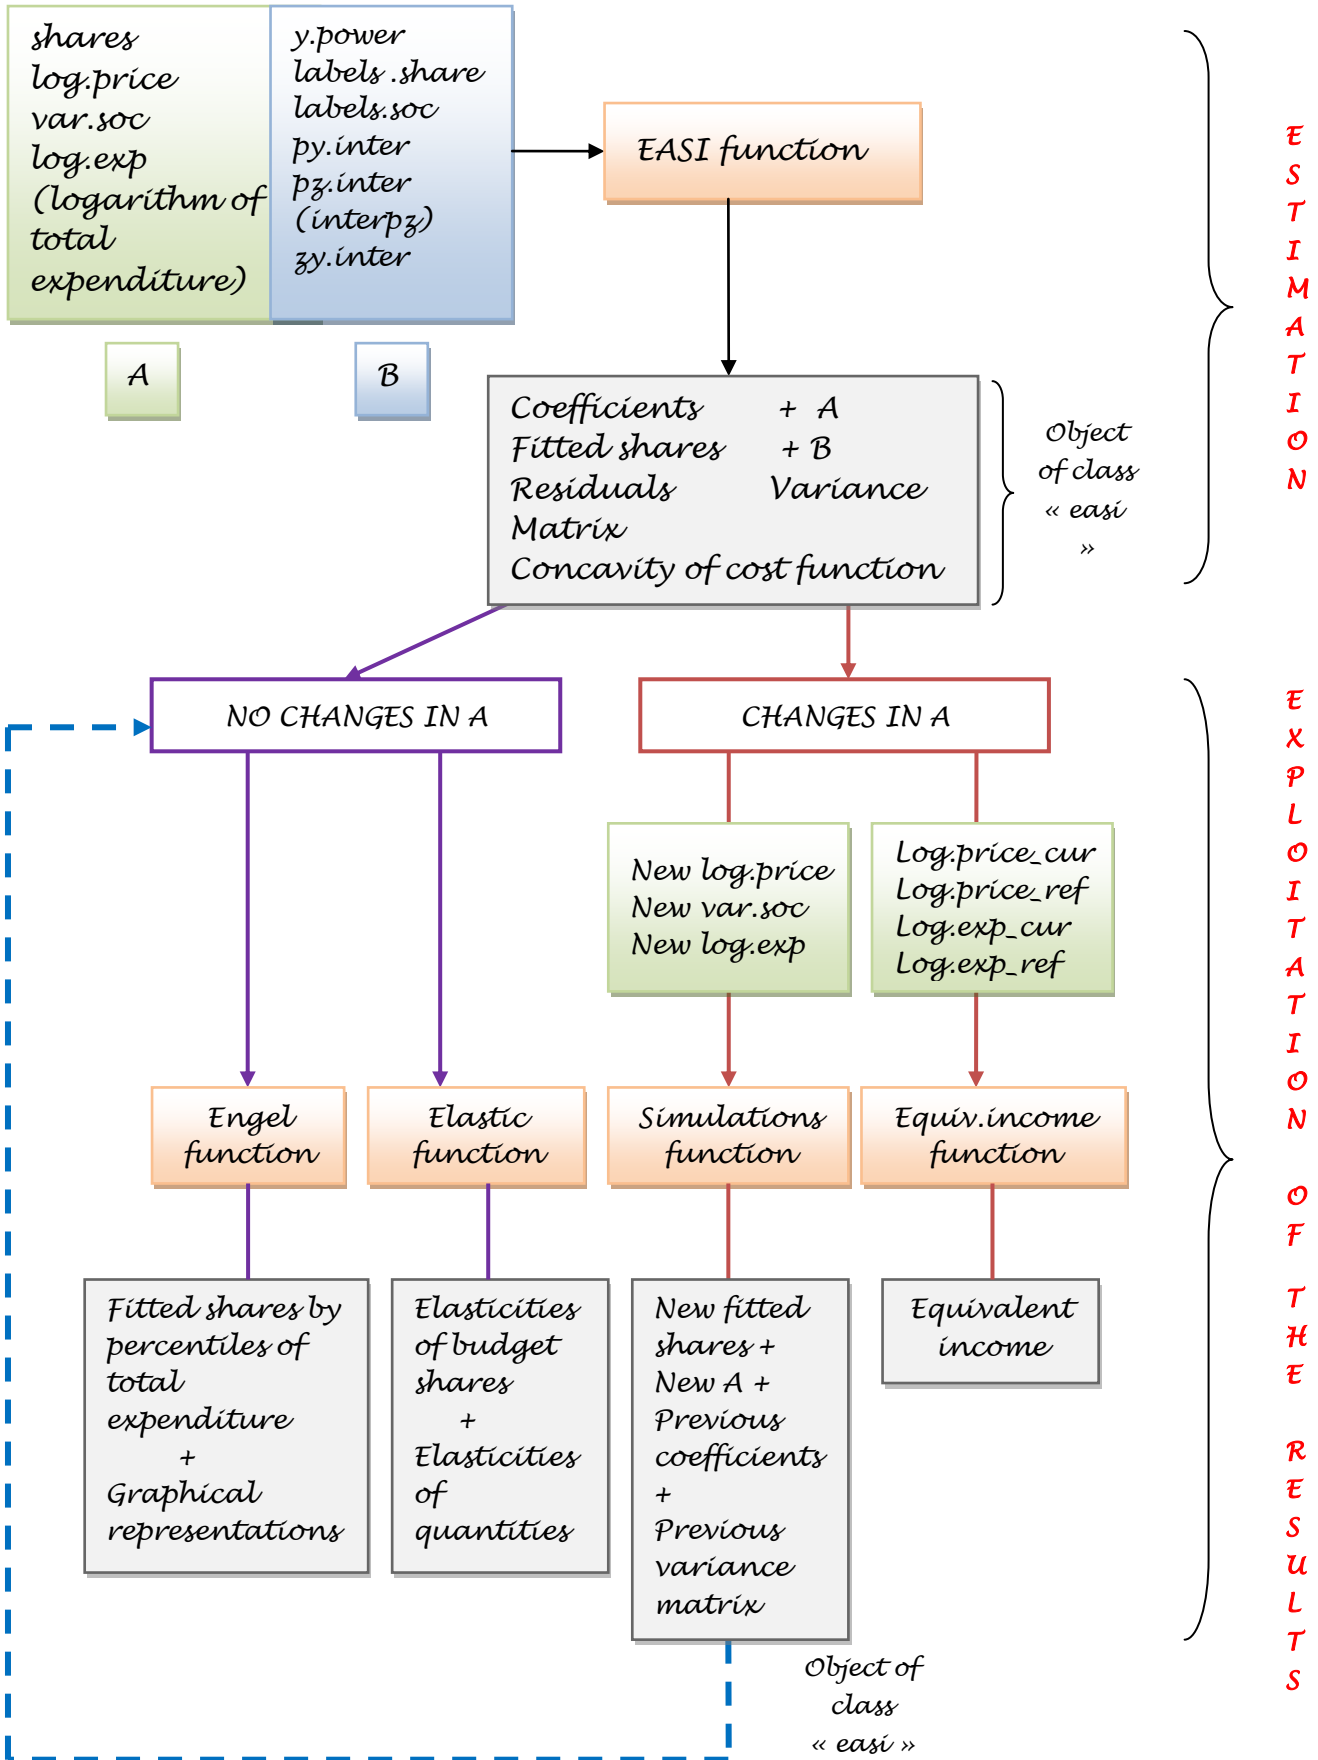 shares
log.price
var.soc
log.exp
(logarithm of
total
expenditure)
y.power
labels .share
labels.soc
py.inter
pz.inter
(interpz)
zy.inter
EASI function
A
B
Coefficients + A
Fitted shares + B
Residuals Variance
Matrix
Concavity of cost function
Object
of class
« easi
»
ESTIMATION
NO CHANGES IN A
CHANGES IN A
New log.price
New var.soc
New log.exp
Log.price_cur
Log.price_ref
Log.exp_cur
Log.exp_ref
Engel
function
Elastic
function
Simulations
function
Equiv.income
function
Fitted shares by
percentiles of
total
expenditure
+
Graphical
representations
Elasticities
of budget
shares
+
Elasticities
of
quantities
New fitted
shares +
New A +
Previous
coefficients
+
Previous
variance
matrix
Equivalent
income
Object of
class
« easi »
EXPLOITATION OF THE RESULTS